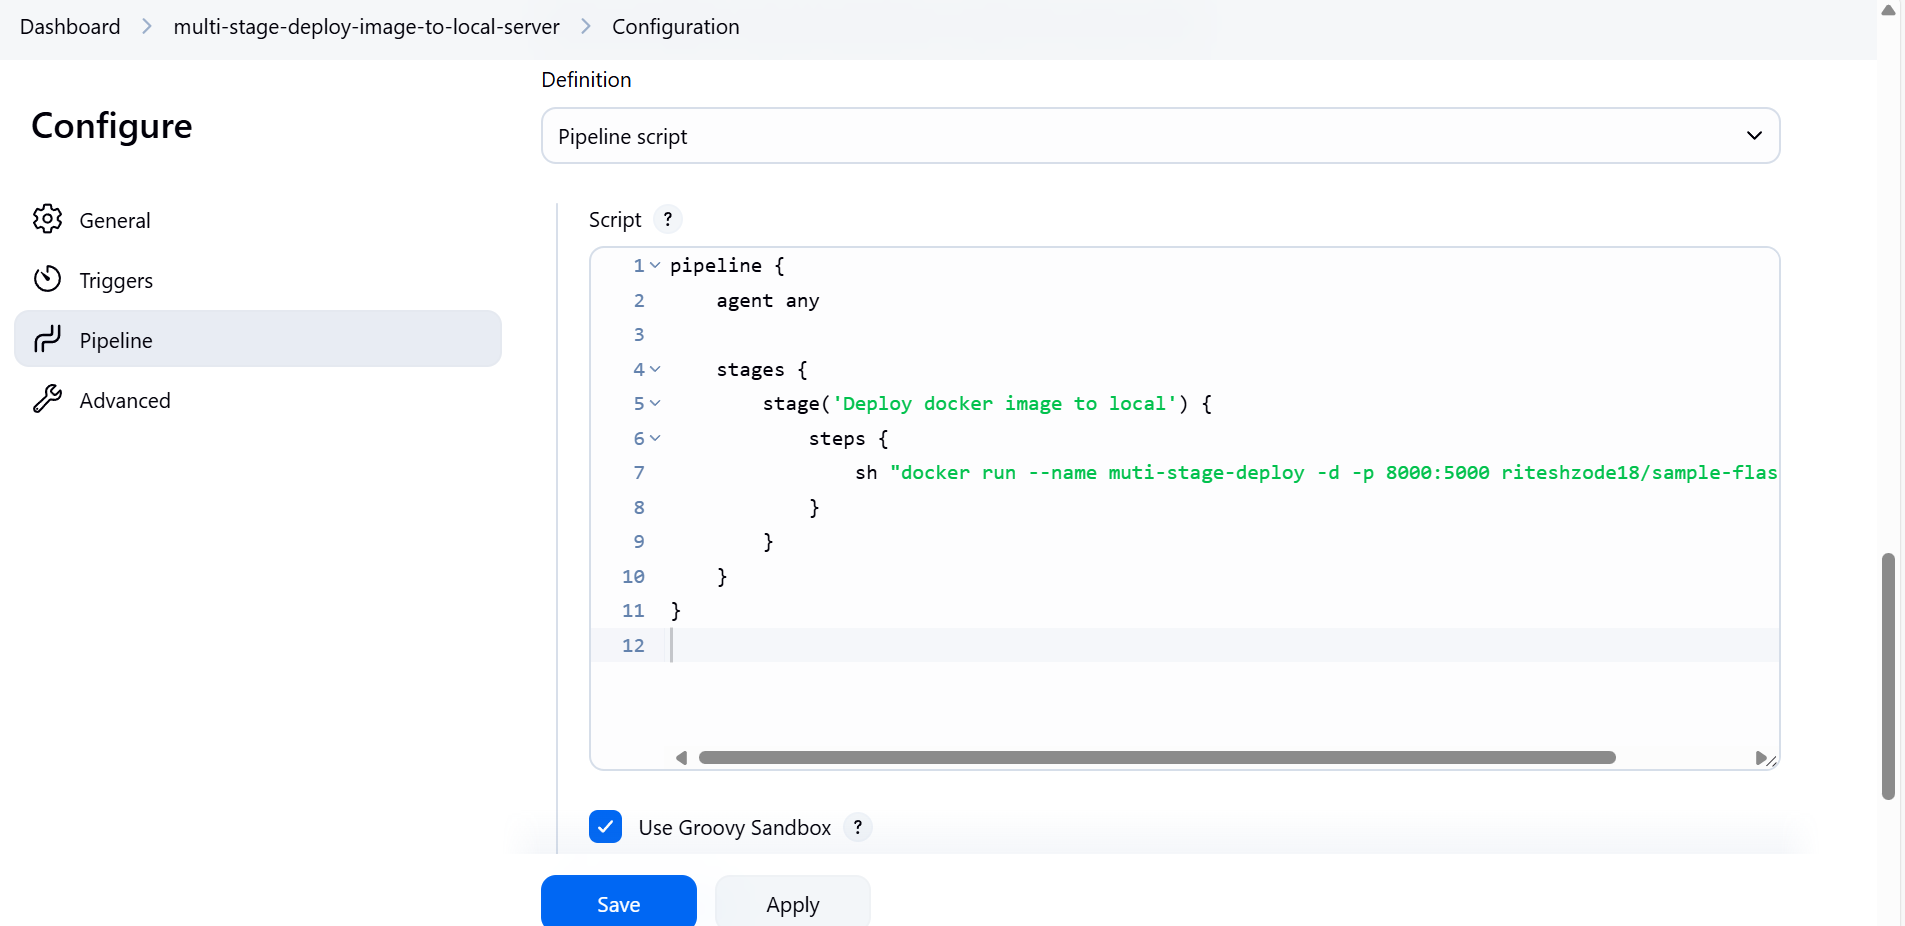 Dashboard > multi-stage-deploy-image-to-local-server > Configuration
Configure
General
Triggers
Pipeline
Advanced
Definition
Pipeline script
Script ?
1 pipeline {
2     agent any
3
4     stages {
5         stage('Deploy docker image to local') {
6             steps {
7                 sh "docker run --name muti-stage-deploy -d -p 8000:5000 riteshzode18/sample-flas
8             }
9         }
10     }
11 }
12
Use Groovy Sandbox ?
Save Apply